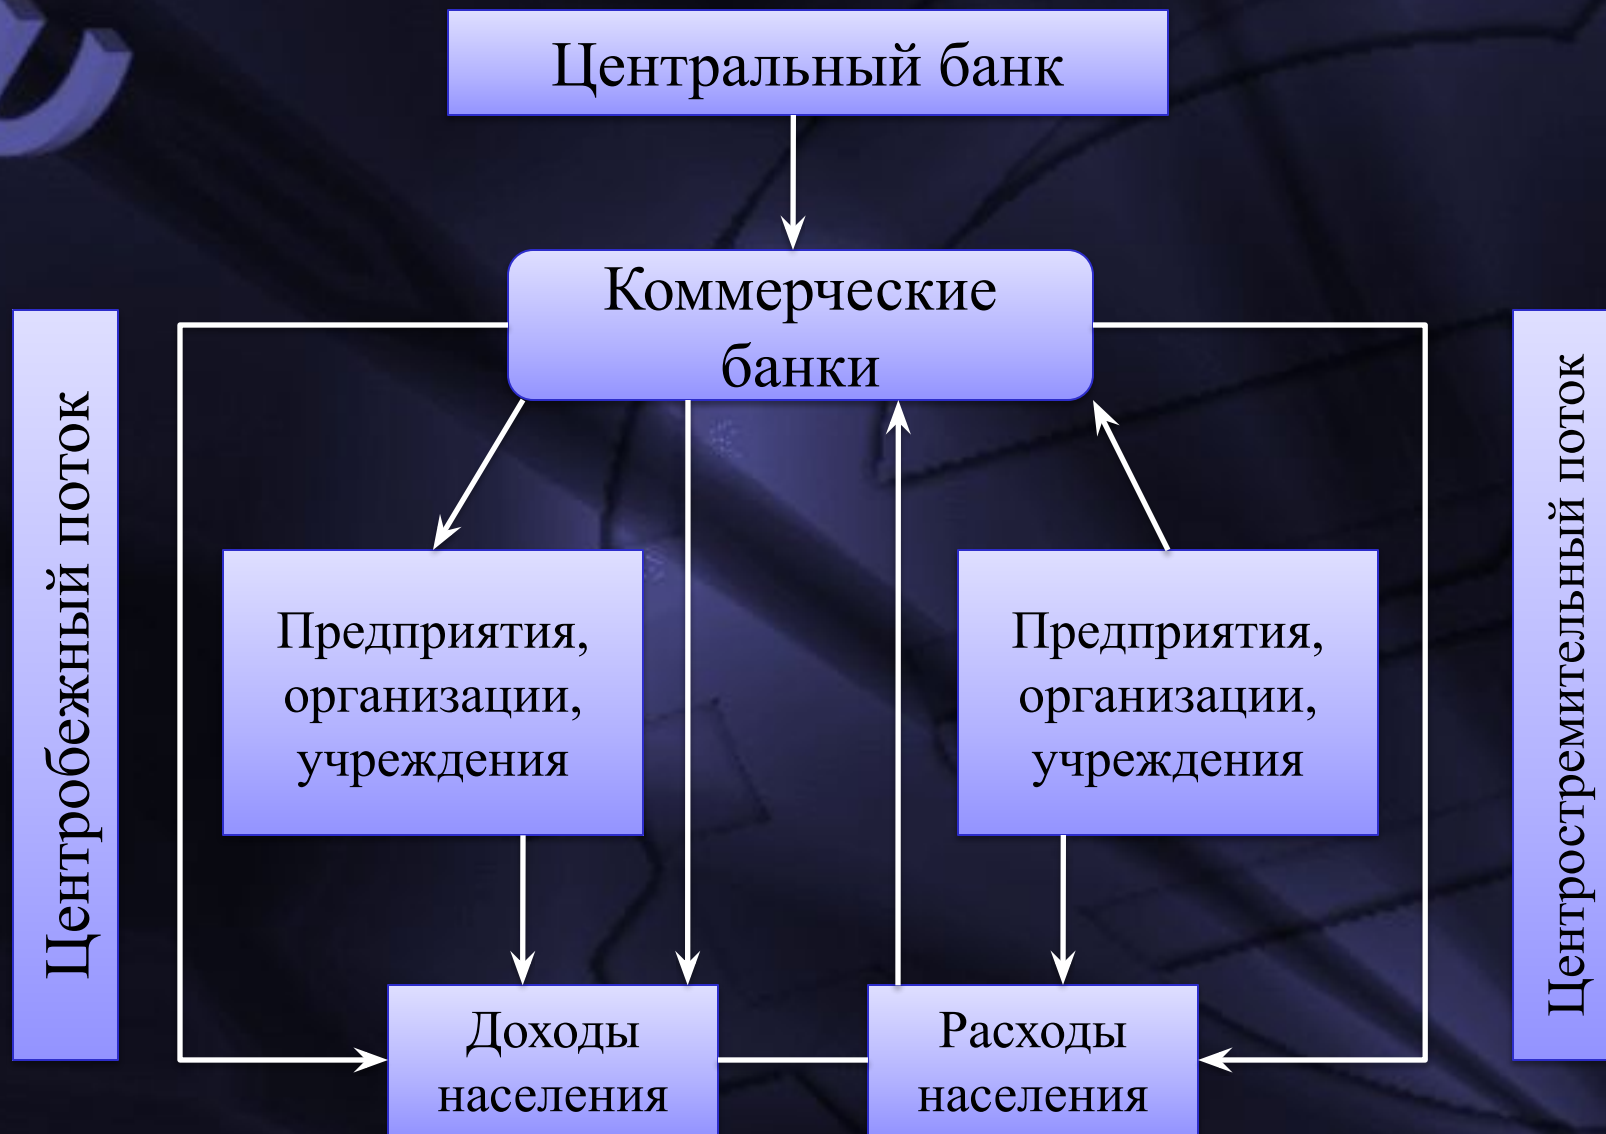 Центральный банк
Коммерческие
банки
Центробежный поток
Центростремительный поток
Предприятия,
организации,
учреждения
Предприятия,
организации,
учреждения
Доходы
населения
Расходы
населения